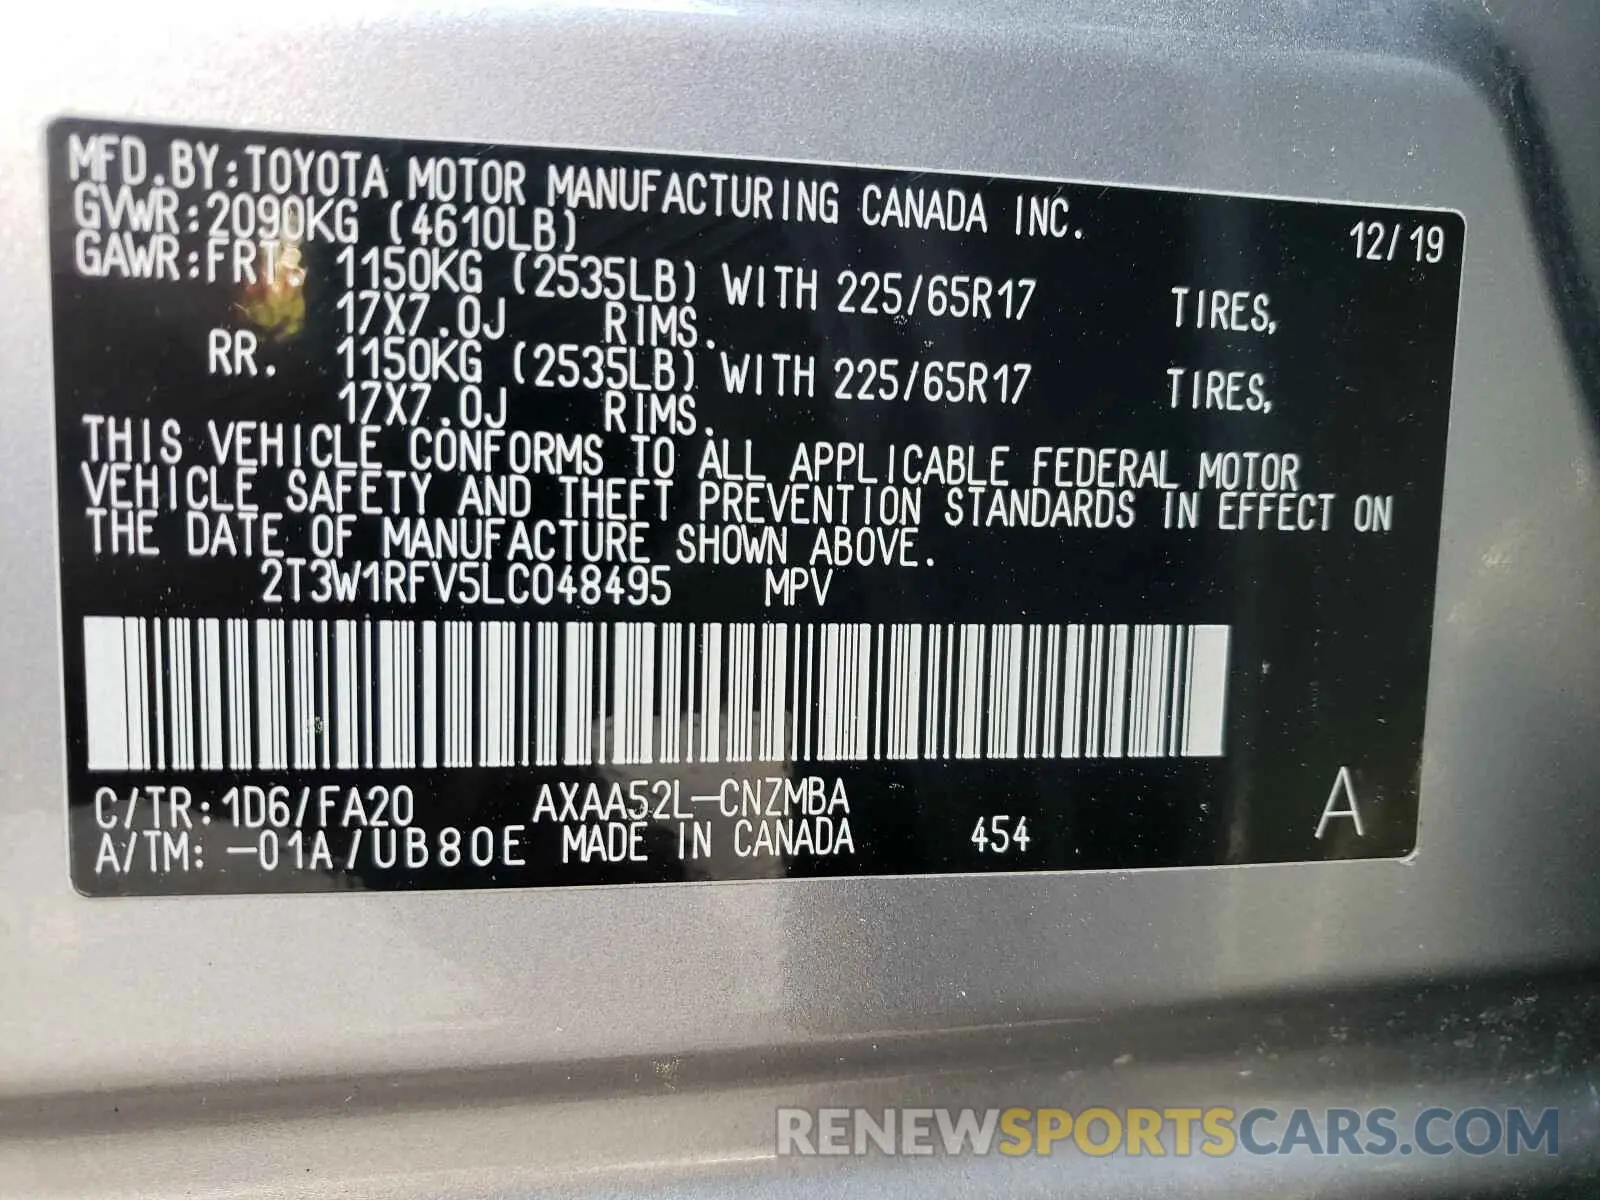 MFD.BY:TOYOTA MOTOR MANUFACTURING CANADA INC. 12/19
GVWR:2090KG (4610LB)
GAWR:FRT. 1150KG (2535LB) WITH 225/65R17 TIRES,
17X7.0J RIMS.
RR. 1150KG (2535LB) WITH 225/65R17 TIRES,
17X7.0J RIMS.
THIS VEHICLE CONFORMS TO ALL APPLICABLE FEDERAL MOTOR
VEHICLE SAFETY AND THEFT PREVENTION STANDARDS IN EFFECT ON
THE DATE OF MANUFACTURE SHOWN ABOVE.
2T3W1RFV5LC048495 MPV
C/TR:1D6/FA20 AXAA52L-CNZMBA
A/TM:-01A/UB80E MADE IN CANADA 454 A
RENEWSPORTSCARS.COM